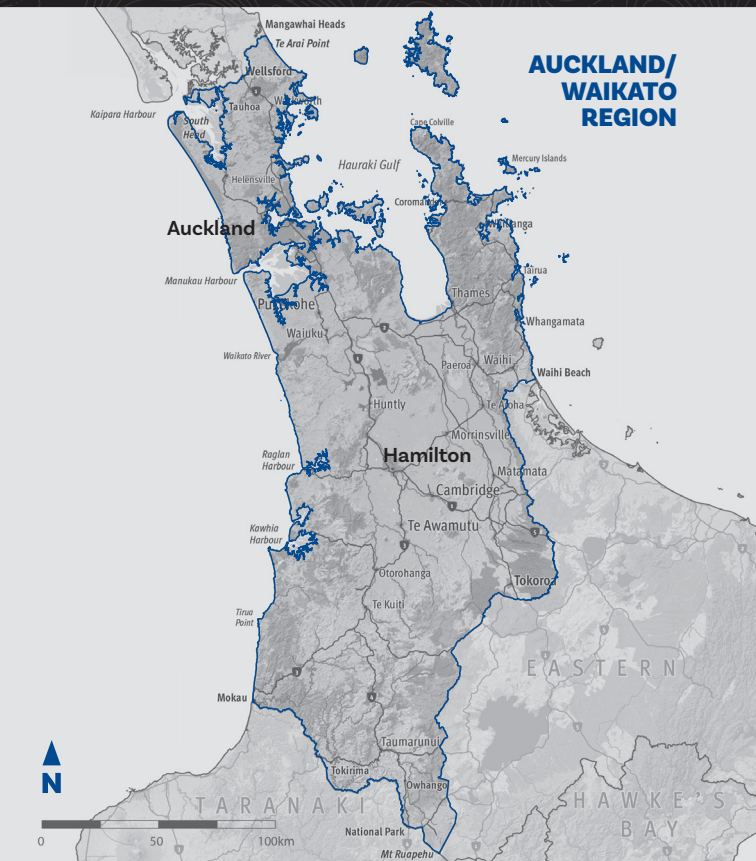 AUCKLAND/
WAIKATO
REGION
Mangawhai Heads
Te Arai Point
Wellsford
Warkworth
Tauhoa
Kaipara Harbour
South
Head
Cape Colville
Hauraki Gulf
Mercury Islands
Helensville
Coromandel
Whitianga
Auckland
Manukau Harbour
Tairua
Thames
Pukekohe
Whangamata
Waiuku
Waikato River
Paeroa
Waihi
Waihi Beach
Huntly
Te Aroha
Morrinsville
Hamilton
Raglan
Harbour
Matamata
Cambridge
Te Awamutu
Kawhia
Harbour
Otorohanga
Tokoroa
Te Kuiti
Tirua
Point
EASTERN
Mokau
Taumarunui
Tokirima
Owhango
N
TARANAKI
HAWKE'S
BAY
National Park
Mt Ruapehu
0 50 100km